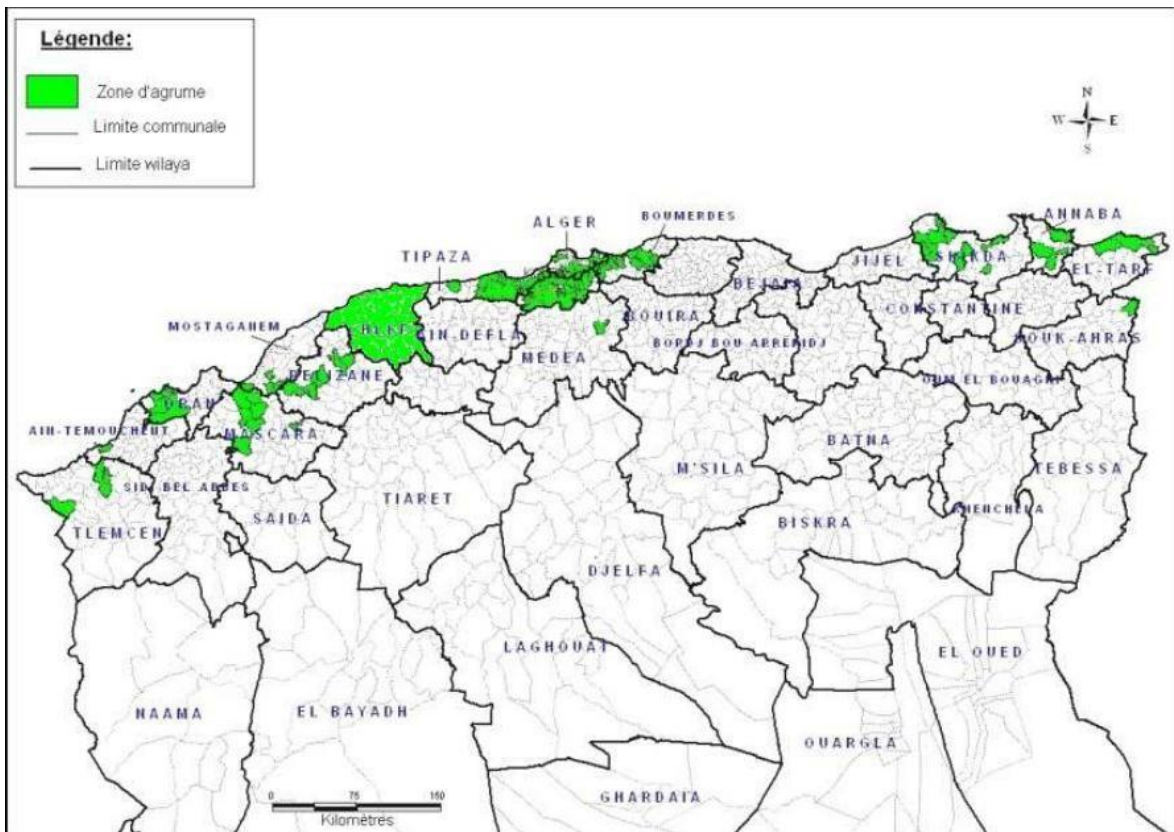 Légende:
Zone d'agrume
Limite communale
Limite wilaya
N
W E
S
ALGER
BOUMERDES
ANNABA
TIPAZA
JIJEL
SKIKDA
EL-TARF
BEJAIA
MOSTAGANEM
CONSTANTINE
AIN-DEFLA
BOUIRA
SOUK-AHRAS
BORDJ BOU ARRERIDJ
MEDEA
RELIZANE
OUM EL BOUAGHI
ORAN
AIN-TEMOUCHENT
MASCARA
BATNA
M'SILA
TEBESSA
SIDI BEL ABBES
TIARET
KHENCHELA
SAIDA
BISKRA
TLEMCEN
DJELFA
LAGHOUAT
EL OUED
NAAMA
EL BAYADH
OUARGLA
GHARDAIA
0 75 150
Kilomètres